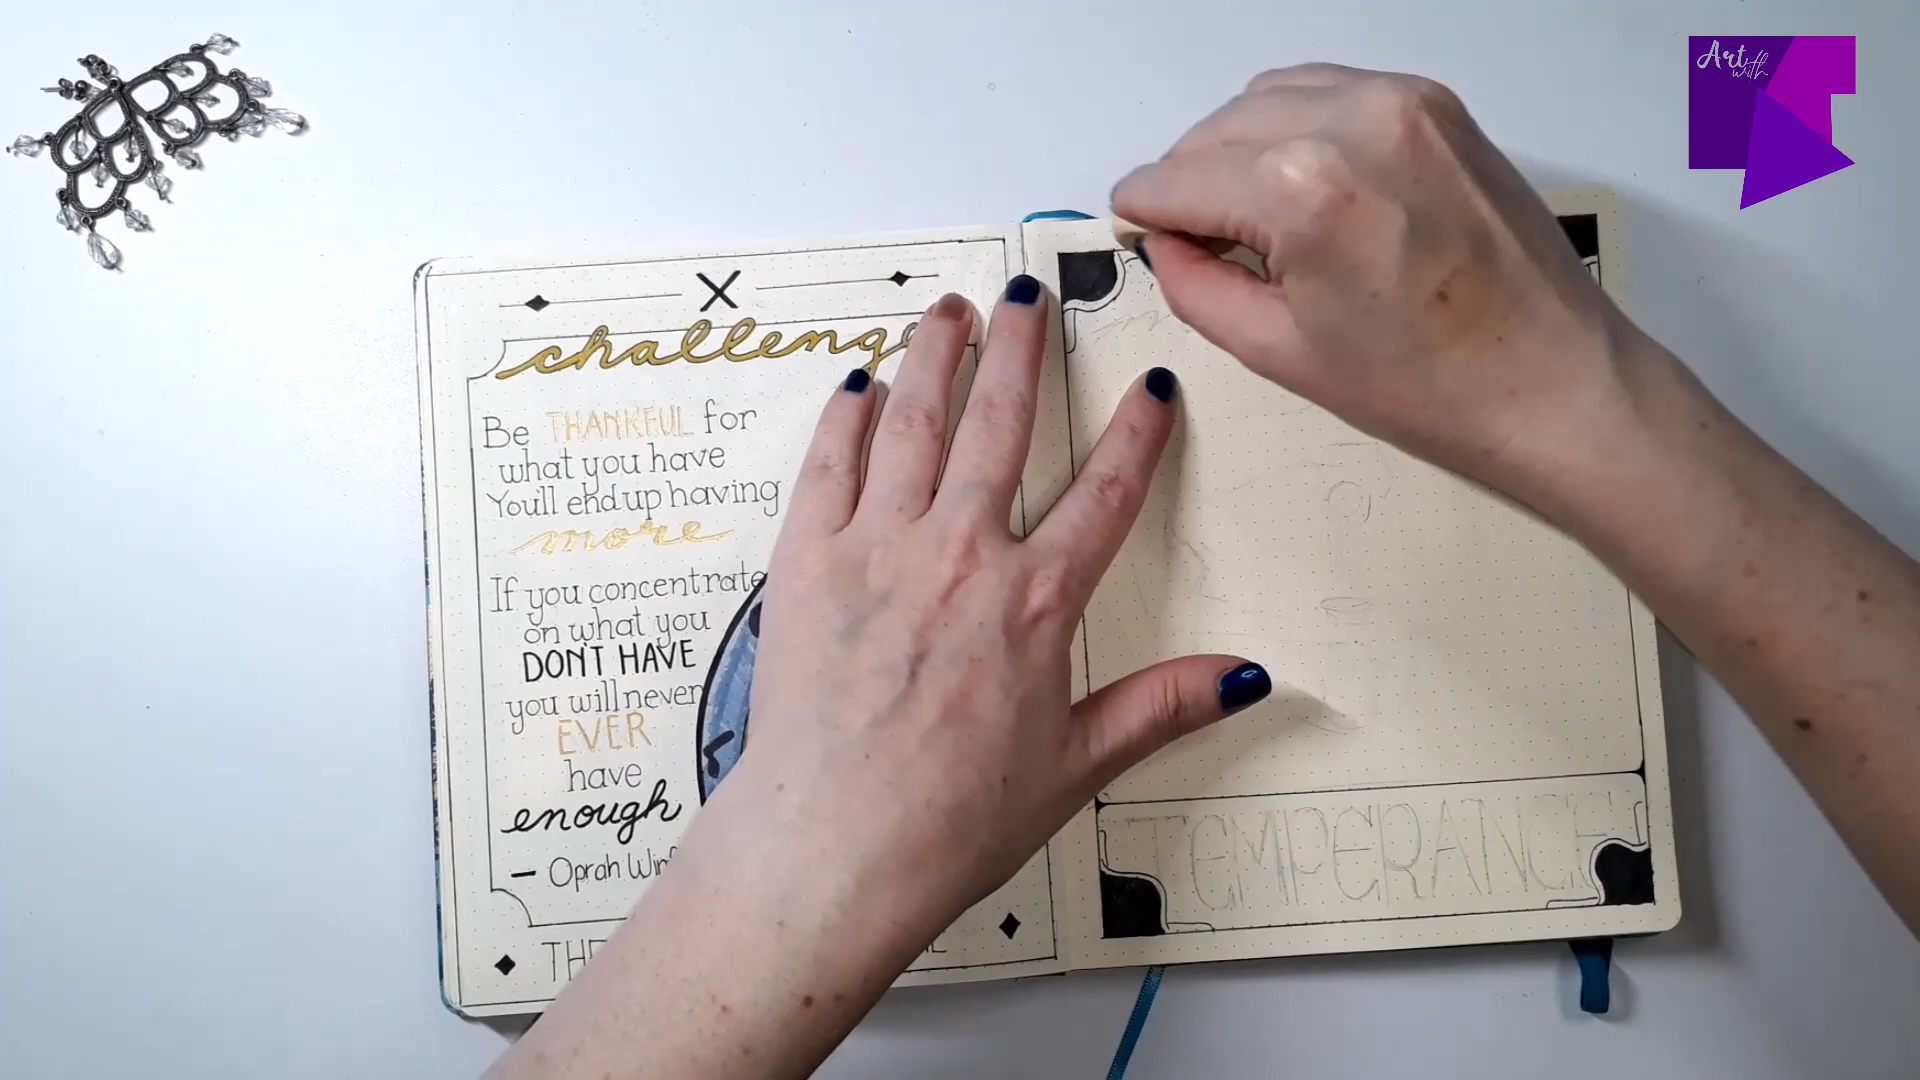 Art
with
X
challenge
Be THANKFUL for
what you have
You'll end up having
more
If you concentrate
on what you
DON'T HAVE
you will never
EVER
have
enough
- Oprah
TEMPERANCE